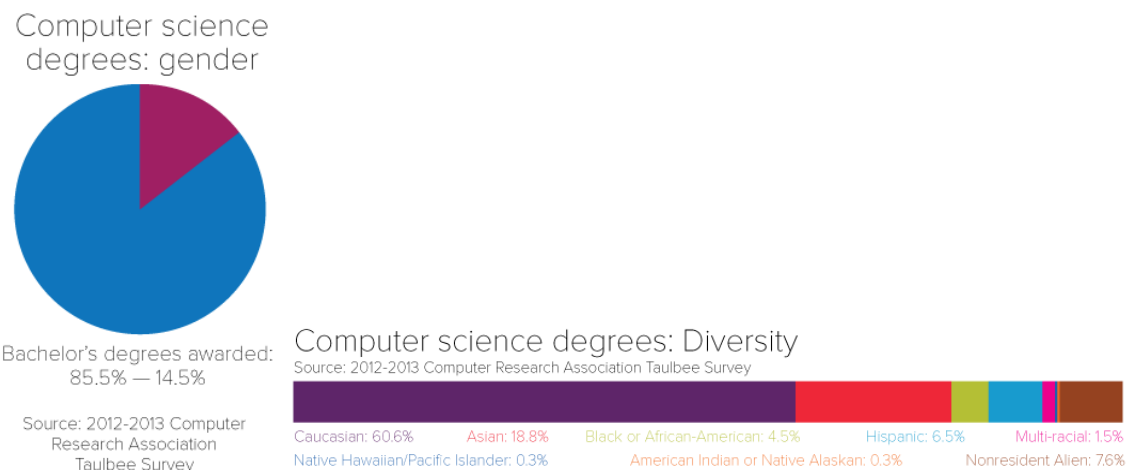 Computer science
degrees: gender
Bachelor's degrees awarded:
85.5% — 14.5%
Source: 2012-2013 Computer
Research Association
Taulbee Survey
Computer science degrees: Diversity
Source: 2012-2013 Computer Research Association Taulbee Survey
Caucasian: 60.6% Asian: 18.8% Black or African-American: 4.5% Hispanic: 6.5% Multi-racial: 1.5%
Native Hawaiian/Pacific Islander: 0.3% American Indian or Native Alaskan: 0.3% Nonresident Alien: 7.6%